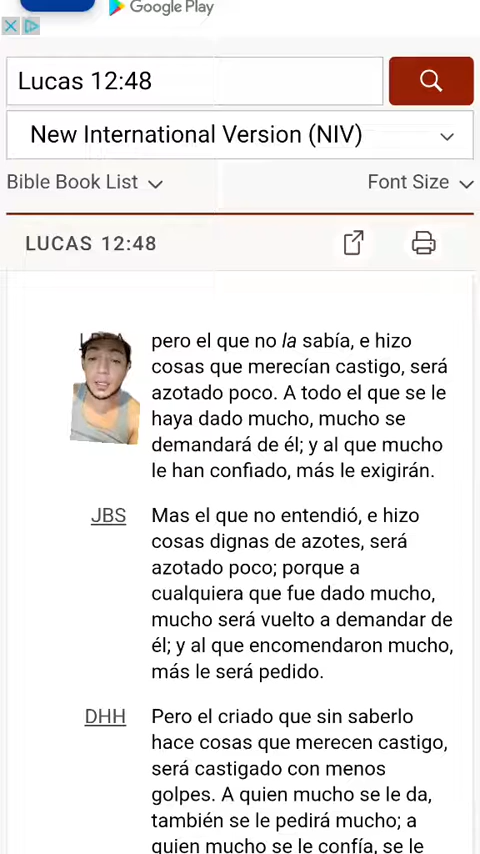 Google Play
Lucas 12:48
New International Version (NIV)
Bible Book List
Font Size
LUCAS 12:48
pero el que no la sabía, e hizo
cosas que merecían castigo, será
azotado poco. A todo el que se le
haya dado mucho, mucho se
demandará de él; y al que mucho
le han confiado, más le exigirán.
JBS
Mas el que no entendió, e hizo
cosas dignas de azotes, será
azotado poco; porque a
cualquiera que fue dado mucho,
mucho será vuelto a demandar de
él; y al que encomendaron mucho,
más le será pedido.
DHH
Pero el criado que sin saberlo
hace cosas que merecen castigo,
será castigado con menos
golpes. A quien mucho se le da,
también se le pedirá mucho; a
quien mucho se le confía, se le